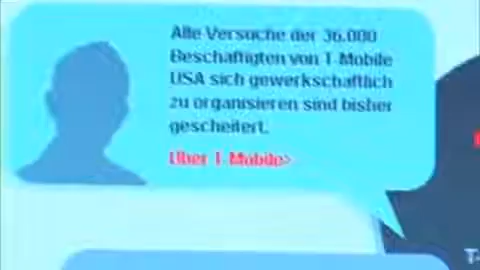 Alle Versuche der 36.000
Beschäftigten von T-Mobile
USA sich gewerkschaftlich
zu organisieren sind bisher
gescheitert.
Über T-Mobile>
T-